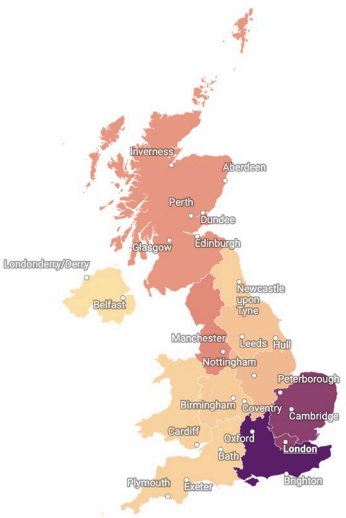 Inverness
Aberdeen
Perth
Dundee
Glasgow
Edinburgh
Londonderry/Derry
Belfast
Newcastle
upon
Tyne
Manchester
Leeds
Hull
Nottingham
Peterborough
Birmingham
Coventry
Cambridge
Cardiff
Oxford
London
Bath
Brighton
Plymouth
Exeter